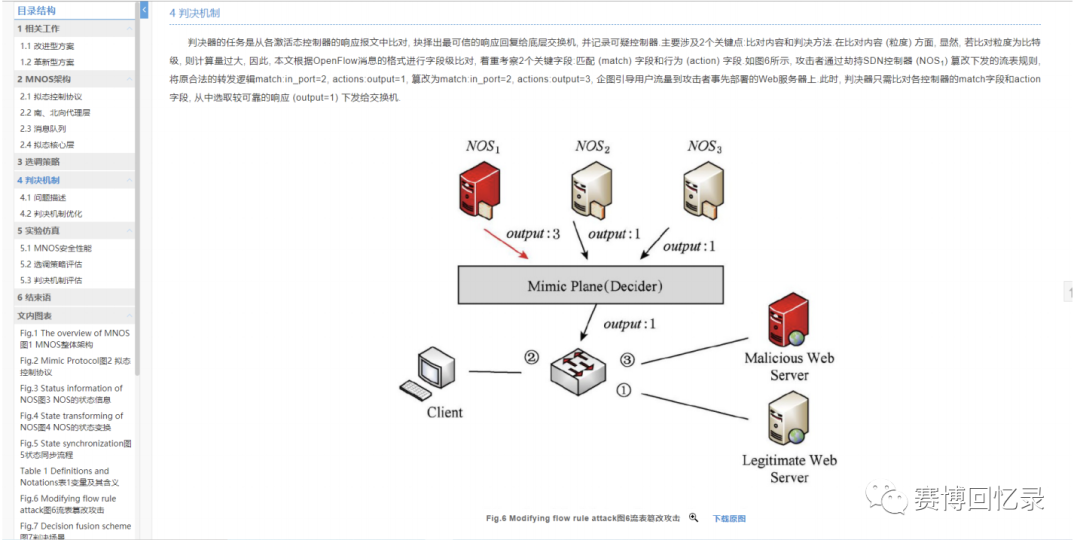 目录结构
1 相关工作
1.1 改进型方案
1.2 革新型方案
2 MNOS架构
2.1 拟态控制协议
2.2 南、北向代理层
2.3 消息队列
2.4 拟态核心层
3 选调策略
4 判决机制
4.1 问题描述
4.2 判决机制优化
5 实验仿真
5.1 MNOS安全性能
5.2 选调策略评估
5.3 判决机制评估
6 结束语
文内图表
Fig.1 The overview of MNOS
图1 MNOS整体架构
Fig.2 Mimic Protocol图2 拟态
控制协议
Fig.3 Status information of
NOS图3 NOS的状态信息
Fig.4 State transforming of
NOS图4 NOS的状态变换
Fig.5 State synchronization图
5状态同步流程
Table 1 Definitions and
Notations表1变量及其含义
Fig.6 Modifying flow rule
attack图6流表篡改攻击
Fig.7 Decision fusion scheme
图7判决场景
4 判决机制
判决器的任务是从各激活态控制器的响应报文中比对, 抉择出最可信的响应回复给底层交换机, 并记录可疑控制器.主要涉及2个关键点:比对内容和判决方法.在比对内容 (粒度) 方面, 显然, 若比对粒度为比特
级, 则计算量过大, 因此, 本文根据OpenFlow消息的格式进行字段级比对, 着重考察2个关键字段:匹配 (match) 字段和行为 (action) 字段.如图6所示, 攻击者通过劫持SDN控制器 (NOS1) 篡改下发的流表规则,
将原合法的转发逻辑match:in_port=2, actions:output=1, 篡改为match:in_port=2, actions:output=3, 企图引导用户流量到攻击者事先部署的Web服务器上.此时, 判决器只需比对各控制器的match字段和action
字段, 从中选取较可靠的响应 (output=1) 下发给交换机.
NOS1
NOS2
NOS3
output:3
output:1
output:1
Mimic Plane(Decider)
output:1
②
③
①
Client
Malicious Web
Server
Legitimate Web
Server
Fig.6 Modifying flow rule attack图6流表篡改攻击
下载原图
赛博回忆录